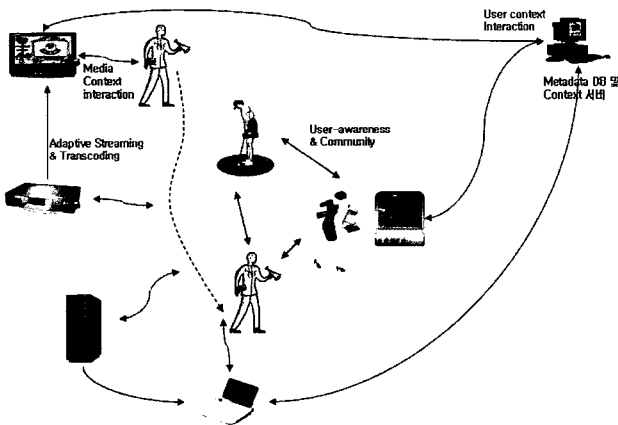 User context
Interaction
Media
Context
interaction
Metadata DB 및
Context 서버
Adaptive Streaming
& Transcoding
User-awareness
& Community